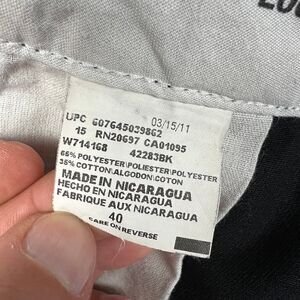 UPC 607645039862 03/15/11
15 RN20697 CA01095
W714168 42283BK
65% POLYESTER\POLIESTER\POLYESTER
35% COTTON\ALGODON\COTON
MADE IN NICARAGUA
HECHO EN NICARAGUA
FABRIQUE AUX NICARAGUA
40
CARE ON REVERSE